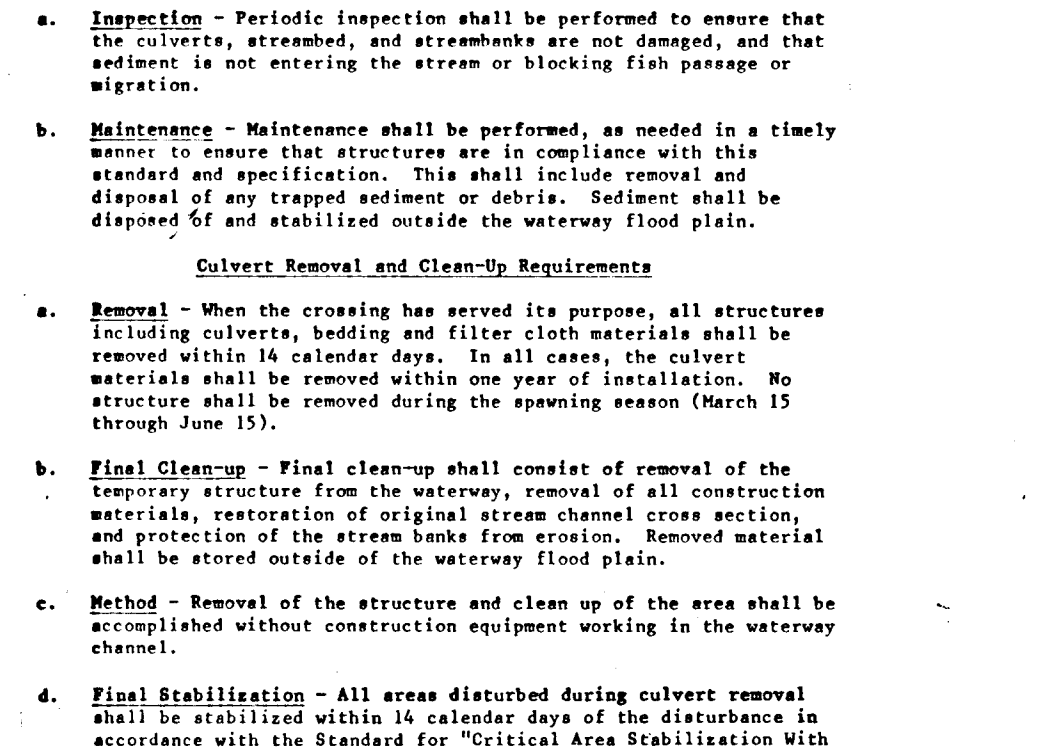 a. Inspection - Periodic inspection shall be performed to ensure that
the culverts, streambed, and streambanks are not damaged, and that
sediment is not entering the stream or blocking fish passage or
migration.
b. Maintenance - Maintenance shall be performed, as needed in a timely
manner to ensure that structures are in compliance with this
standard and specification. This shall include removal and
disposal of any trapped sediment or debris. Sediment shall be
disposed of and stabilized outside the waterway flood plain.
Culvert Removal and Clean-Up Requirements
a. Removal - When the crossing has served its purpose, all structures
including culverts, bedding and filter cloth materials shall be
removed within 14 calendar days. In all cases, the culvert
materials shall be removed within one year of installation. No
structure shall be removed during the spawning season (March 15
through June 15).
b. Final Clean-up - Final clean-up shall consist of removal of the
temporary structure from the waterway, removal of all construction
materials, restoration of original stream channel cross section,
and protection of the stream banks from erosion. Removed material
shall be stored outside of the waterway flood plain.
c. Method - Removal of the structure and clean up of the area shall be
accomplished without construction equipment working in the waterway
channel.
d. Final Stabilization - All areas disturbed during culvert removal
shall be stabilized within 14 calendar days of the disturbance in
accordance with the Standard for "Critical Area Stabilization With